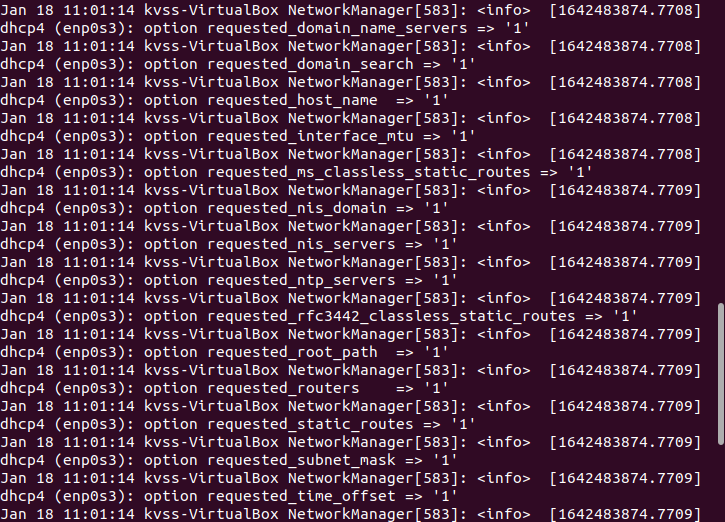 Jan 18 11:01:14 kvss-VirtualBox NetworkManager[583]: <info>  [1642483874.7708]
dhcp4 (enp0s3): option requested_domain_name_servers => '1'
Jan 18 11:01:14 kvss-VirtualBox NetworkManager[583]: <info>  [1642483874.7708]
dhcp4 (enp0s3): option requested_domain_search => '1'
Jan 18 11:01:14 kvss-VirtualBox NetworkManager[583]: <info>  [1642483874.7708]
dhcp4 (enp0s3): option requested_host_name  => '1'
Jan 18 11:01:14 kvss-VirtualBox NetworkManager[583]: <info>  [1642483874.7708]
dhcp4 (enp0s3): option requested_interface_mtu => '1'
Jan 18 11:01:14 kvss-VirtualBox NetworkManager[583]: <info>  [1642483874.7708]
dhcp4 (enp0s3): option requested_ms_classless_static_routes => '1'
Jan 18 11:01:14 kvss-VirtualBox NetworkManager[583]: <info>  [1642483874.7709]
dhcp4 (enp0s3): option requested_nis_domain => '1'
Jan 18 11:01:14 kvss-VirtualBox NetworkManager[583]: <info>  [1642483874.7709]
dhcp4 (enp0s3): option requested_nis_servers => '1'
Jan 18 11:01:14 kvss-VirtualBox NetworkManager[583]: <info>  [1642483874.7709]
dhcp4 (enp0s3): option requested_ntp_servers => '1'
Jan 18 11:01:14 kvss-VirtualBox NetworkManager[583]: <info>  [1642483874.7709]
dhcp4 (enp0s3): option requested_rfc3442_classless_static_routes => '1'
Jan 18 11:01:14 kvss-VirtualBox NetworkManager[583]: <info>  [1642483874.7709]
dhcp4 (enp0s3): option requested_root_path  => '1'
Jan 18 11:01:14 kvss-VirtualBox NetworkManager[583]: <info>  [1642483874.7709]
dhcp4 (enp0s3): option requested_routers    => '1'
Jan 18 11:01:14 kvss-VirtualBox NetworkManager[583]: <info>  [1642483874.7709]
dhcp4 (enp0s3): option requested_static_routes => '1'
Jan 18 11:01:14 kvss-VirtualBox NetworkManager[583]: <info>  [1642483874.7709]
dhcp4 (enp0s3): option requested_subnet_mask => '1'
Jan 18 11:01:14 kvss-VirtualBox NetworkManager[583]: <info>  [1642483874.7709]
dhcp4 (enp0s3): option requested_time_offset => '1'
Jan 18 11:01:14 kvss-VirtualBox NetworkManager[583]: <info>  [1642483874.7709]